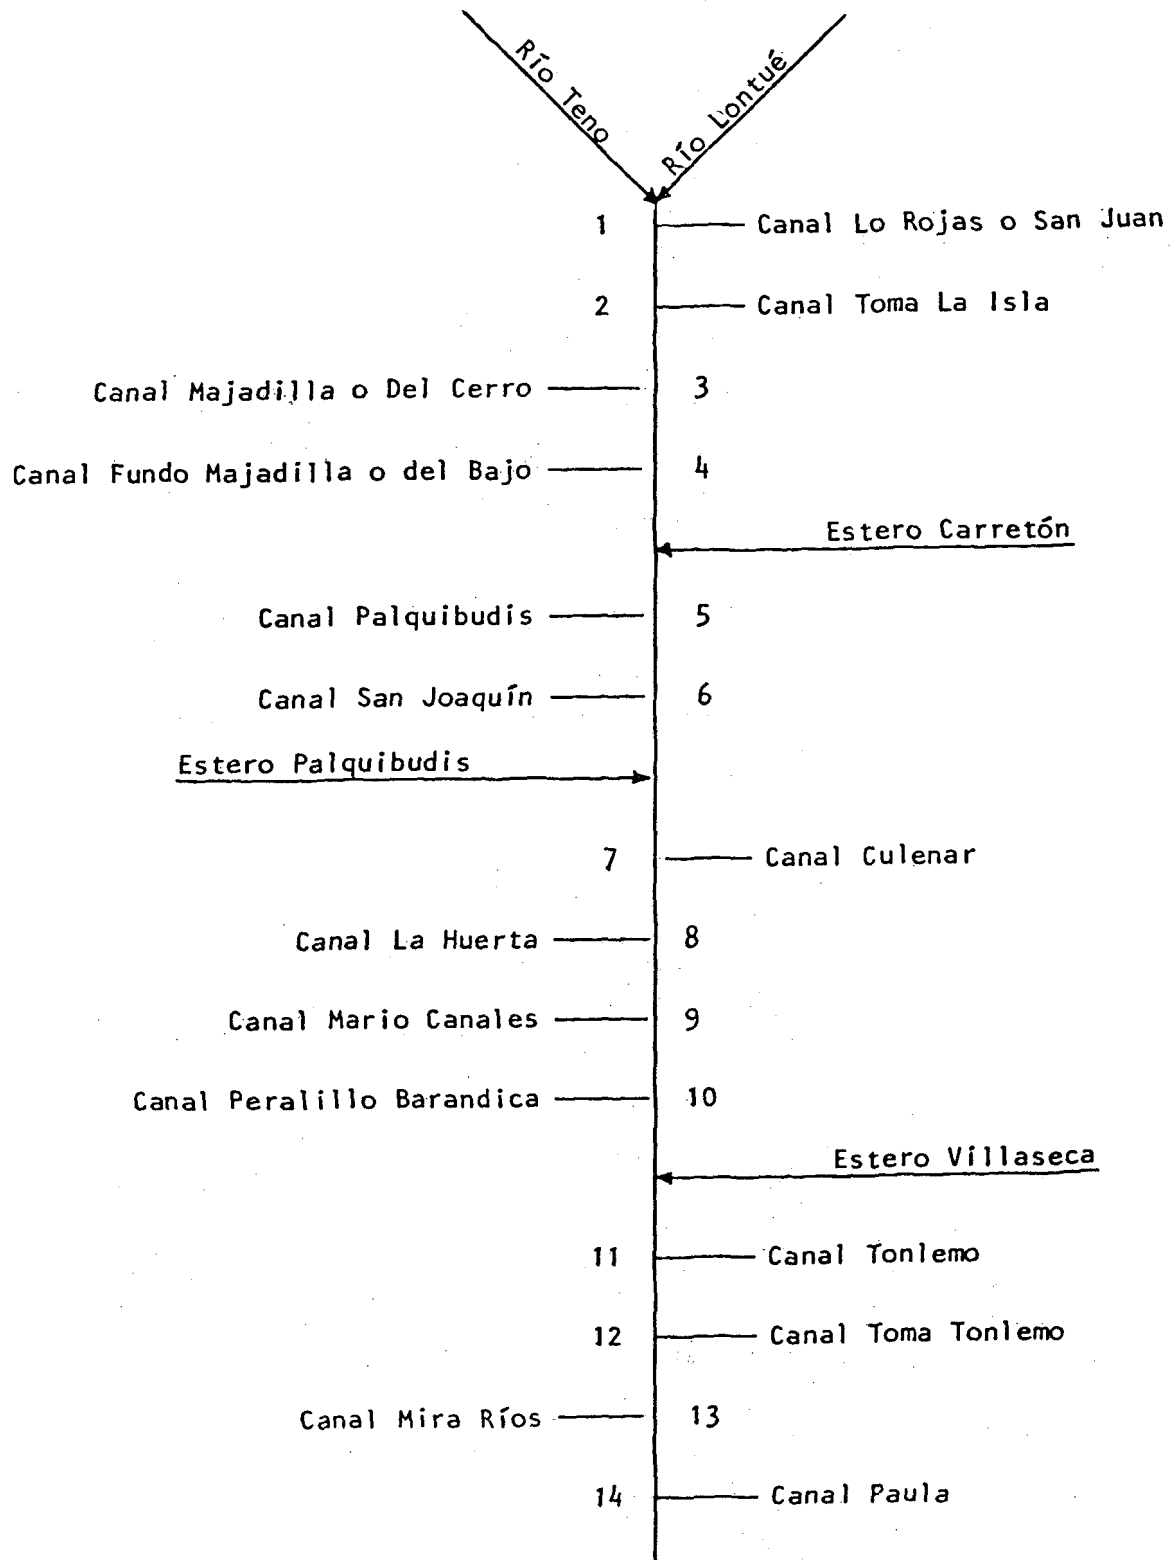 Río Teno
Río Lontué
1 Canal Lo Rojas o San Juan
2 Canal Toma La Isla
Canal Majadilla o Del Cerro 3
Canal Fundo Majadilla o del Bajo 4
Estero Carretón
Canal Palquibudis 5
Canal San Joaquín 6
Estero Palquibudis
7 Canal Culenar
Canal La Huerta 8
Canal Mario Canales 9
Canal Peralillo Barandica 10
Estero Villaseca
11 Canal Tonlemo
12 Canal Toma Tonlemo
Canal Mira Ríos 13
14 Canal Paula